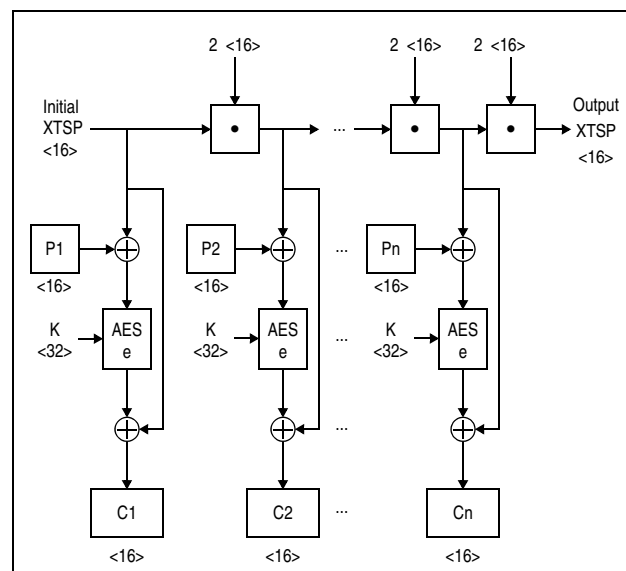 2 <16> 2 <16> 2 <16>
Initial
XTSP
<16>
• ... • •
Output
XTSP
<16>
P1 P2 ... Pn
<16> <16> <16>
K
<32>
AES
e
K
<32>
AES
e
...
K
<32>
AES
e
...
C1 C2 ... Cn
<16> <16> <16>